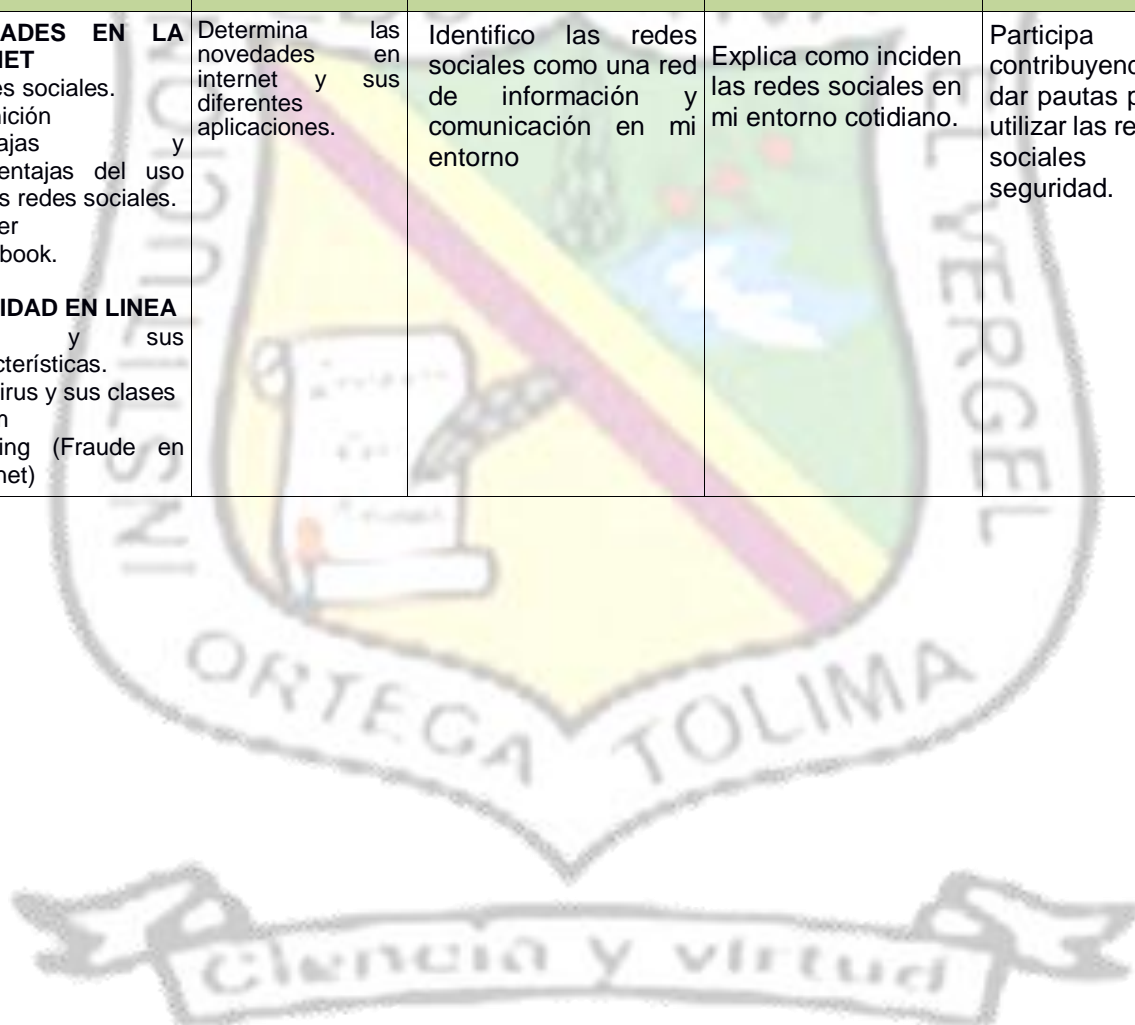 ADES EN LA
NET
es sociales.
nición
ajas y
entajas del uso
s redes sociales.
er
book.
IDAD EN LINEA
y sus
cterísticas.
irus y sus clases
n
ing (Fraude en
net)
Determina las
novedades en
internet y sus
diferentes
aplicaciones.
Identifico las redes
sociales como una red
de información y
comunicación en mi
entorno
Explica como inciden
las redes sociales en
mi entorno cotidiano.
Participa
contribuyend
dar pautas p
utilizar las re
sociales
seguridad.
INSTITUCION
EL VERGEL
ORTEGA TOLIMA
Ciencia y virtud